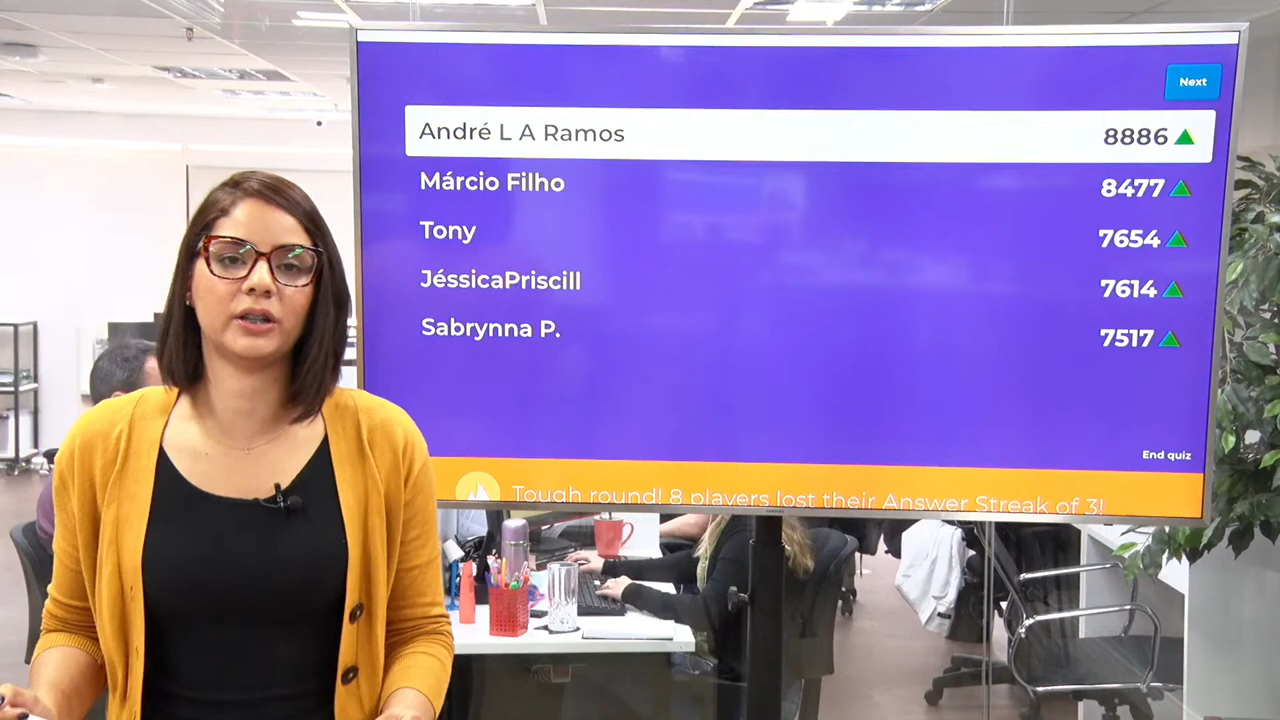 Next
André L A Ramos 8886
Márcio Filho 8477
Tony 7654
JéssicaPriscill 7614
Sabrynna P. 7517
End quiz
Tough round! 8 players lost their Answer Streak of 3!